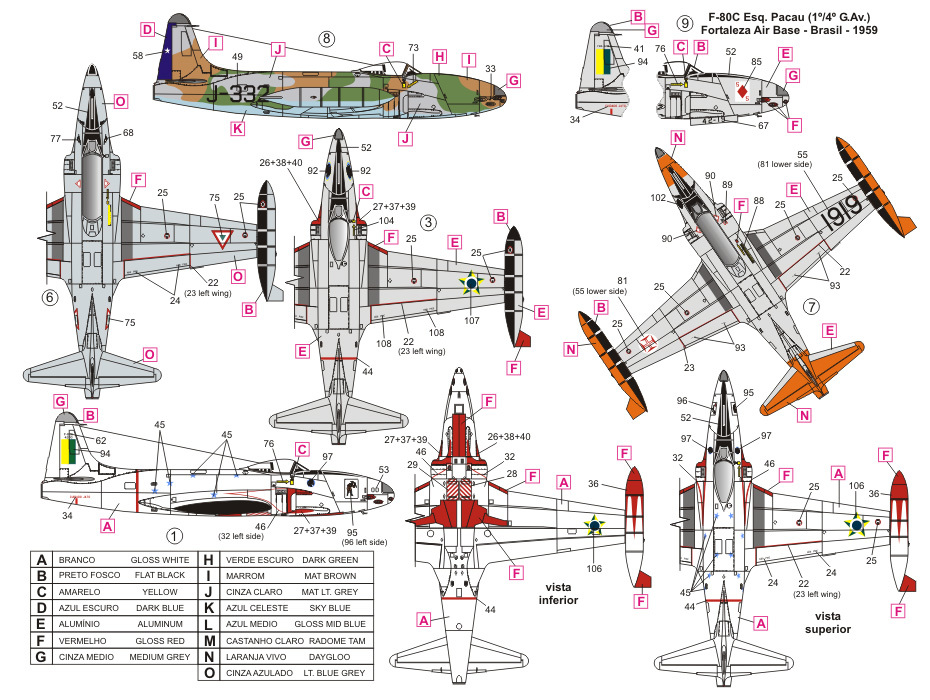 F-80C Esq. Pacau (1º/4º G.Av.)
Fortaleza Air Base - Brasil - 1959
D
58
I
49
J
8
C
73
H
I
33
G
J-337
K
J
B
G
9
41
94
34
76
C
B
52
85
E
G
5
5
67
F
O
52
77
68
F
25
75
25
6
22
(23 left wing)
24
O
B
75
O
G
52
26+38+40
92
92
C
27+37+39
104
F
3
25
E
25
B
107
108
22
(23 left wing)
108
E
E
44
F
N
90
102
90
89
F
88
55
(81 lower side)
E
25
1919
22
93
81
(55 lower side)
B
25
N
93
23
7
E
N
G
B
62
94
34
A
45
45
76
C
97
53
46
(32 left side)
27+37+39
95
(96 left side)
1
F
27+37+39
46
29
26+38+40
32
28
F
A
F
36
106
F
F
A
44
vista
inferior
96
52
95
97
97
32
46
F
A
25
106
F
36
25
22
(23 left wing)
24
24
45
44
A
F
vista
superior
A BRANCO GLOSS WHITE
B PRETO FOSCO FLAT BLACK
C AMARELO YELLOW
D AZUL ESCURO DARK BLUE
E ALUMÍNIO ALUMINUM
F VERMELHO GLOSS RED
G CINZA MEDIO MEDIUM GREY
H VERDE ESCURO DARK GREEN
I MARROM MAT BROWN
J CINZA CLARO MAT LT. GREY
K AZUL CELESTE SKY BLUE
L AZUL MEDIO GLOSS MID BLUE
M CASTANHO CLARO RADOME TAM
N LARANJA VIVO DAYGLOO
O CINZA AZULADO LT. BLUE GREY